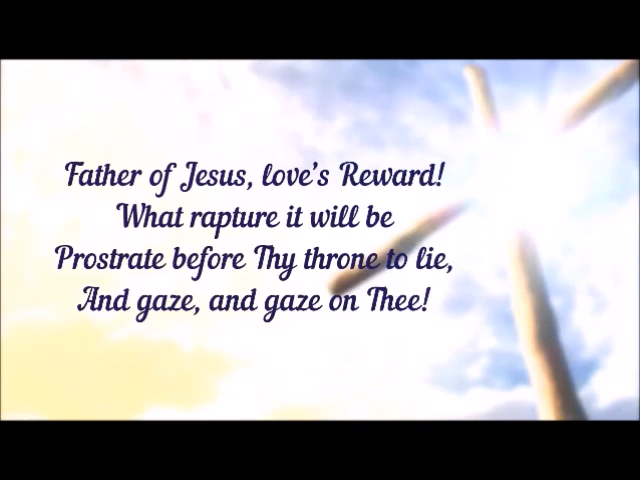 Father of Jesus, love's Reward!
What rapture it will be
Prostrate before Thy throne to lie,
And gaze, and gaze on Thee!